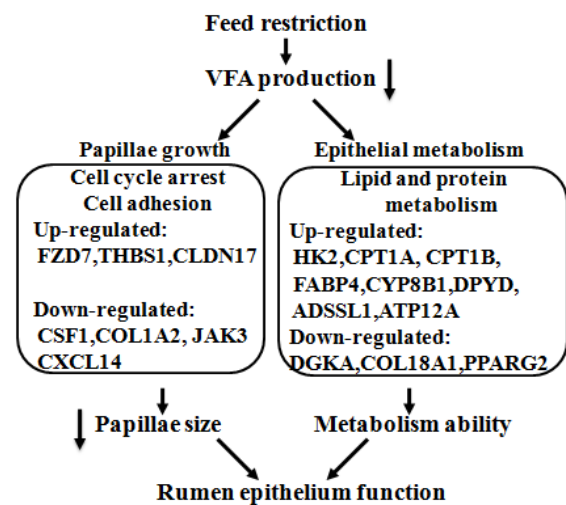 Feed restriction
VFA production
Papillae growth
Epithelial metabolism
Cell cycle arrest
Cell adhesion
Up-regulated:
FZD7,THBS1,CLDN17
Down-regulated:
CSF1,COL1A2, JAK3
CXCL14
Lipid and protein
metabolism
Up-regulated:
HK2,CPT1A, CPT1B,
FABP4,CYP8B1,DPYD,
ADSSL1,ATP12A
Down-regulated:
DGKA,COL18A1,PPARG2
Papillae size
Metabolism ability
Rumen epithelium function